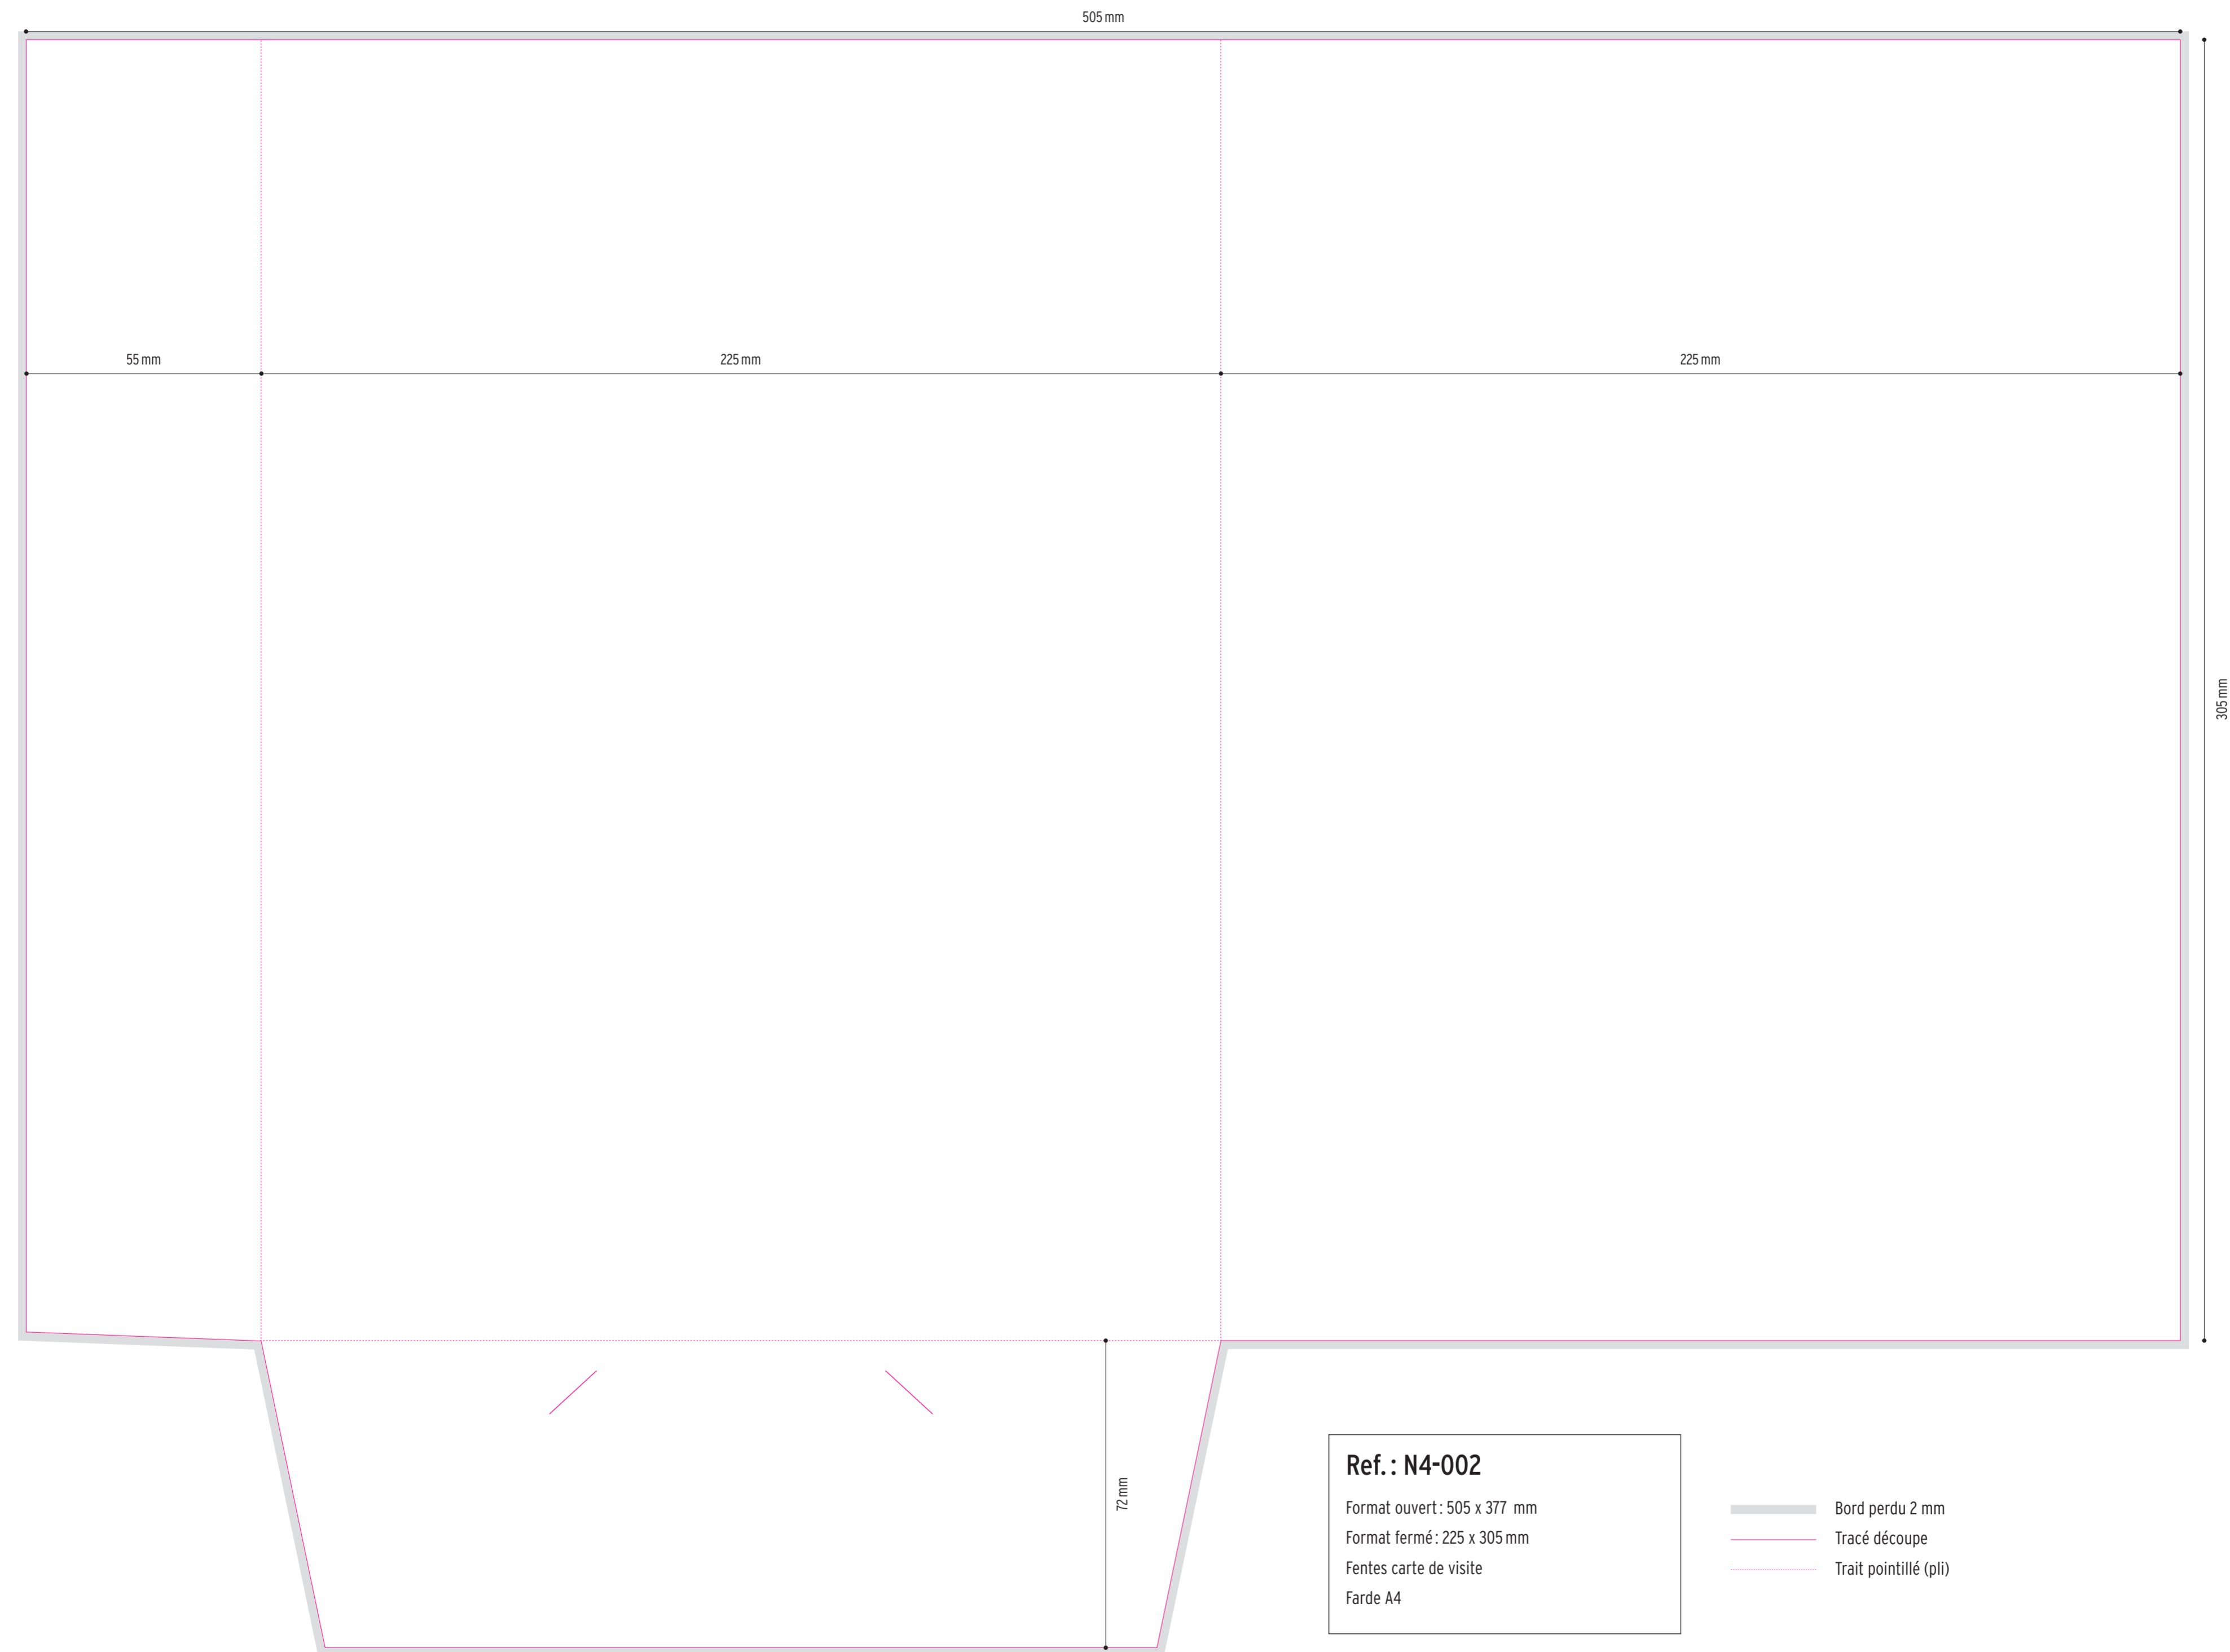 505 mm
55 mm
225 mm
225 mm
305 mm
72 mm
Ref. : N4-002
Format ouvert : 505 x 377 mm
Format fermé : 225 x 305 mm
Fentes carte de visite
Farde A4
Bord perdu 2 mm
Tracé découpe
Trait pointillé (pli)